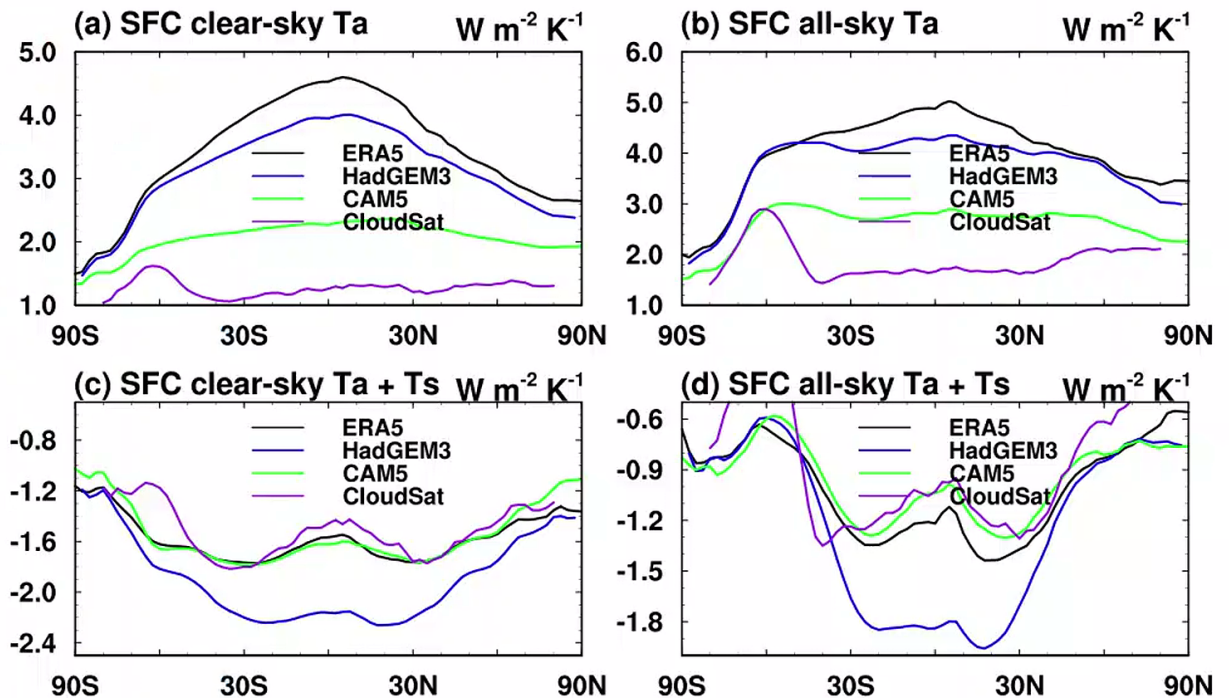 (a) SFC clear-sky Ta W m-2 K-1
5.0
4.0
3.0
2.0
1.0
ERA5
HadGEM3
CAM5
CloudSat
90S 30S 30N 90N
(b) SFC all-sky Ta W m-2 K-1
6.0
5.0
4.0
3.0
2.0
1.0
ERA5
HadGEM3
CAM5
CloudSat
90S 30S 30N 90N
(c) SFC clear-sky Ta + Ts W m-2 K-1
-0.8
-1.2
-1.6
-2.0
-2.4
ERA5
HadGEM3
CAM5
CloudSat
90S 30S 30N 90N
(d) SFC all-sky Ta + Ts W m-2 K-1
-0.6
-0.9
-1.2
-1.5
-1.8
ERA5
HadGEM3
CAM5
CloudSat
90S 30S 30N 90N